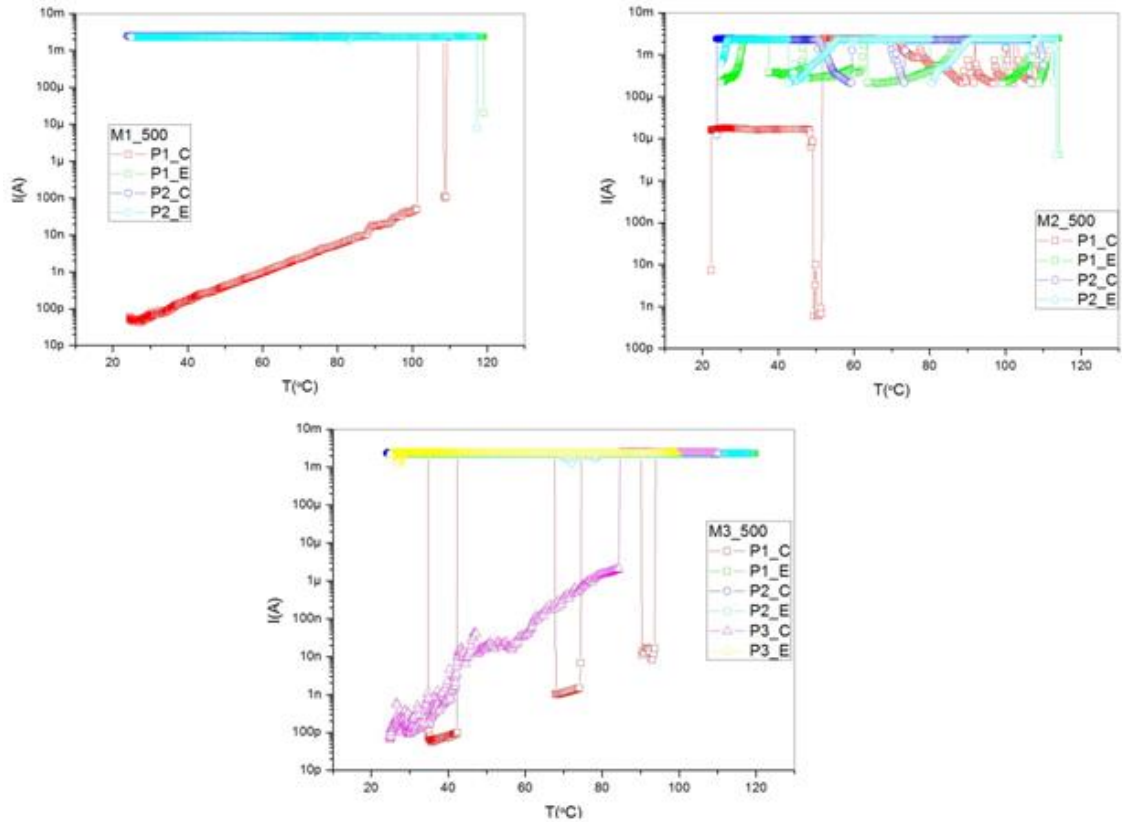 10m
1m
100µ
10µ
1µ
100n
10n
1n
100p
10p
I(A)
M1_500
P1_C
P1_E
P2_C
P2_E
20 40 60 80 100 120
T(°C)
10m
1m
100µ
10µ
1µ
100n
10n
1n
100p
I(A)
M2_500
P1_C
P1_E
P2_C
P2_E
20 40 60 80 100 120
T(°C)
10m
1m
100µ
10µ
1µ
100n
10n
1n
100p
10p
I(A)
M3_500
P1_C
P1_E
P2_C
P2_E
P3_C
P3_E
20 40 60 80 100 120
T(°C)